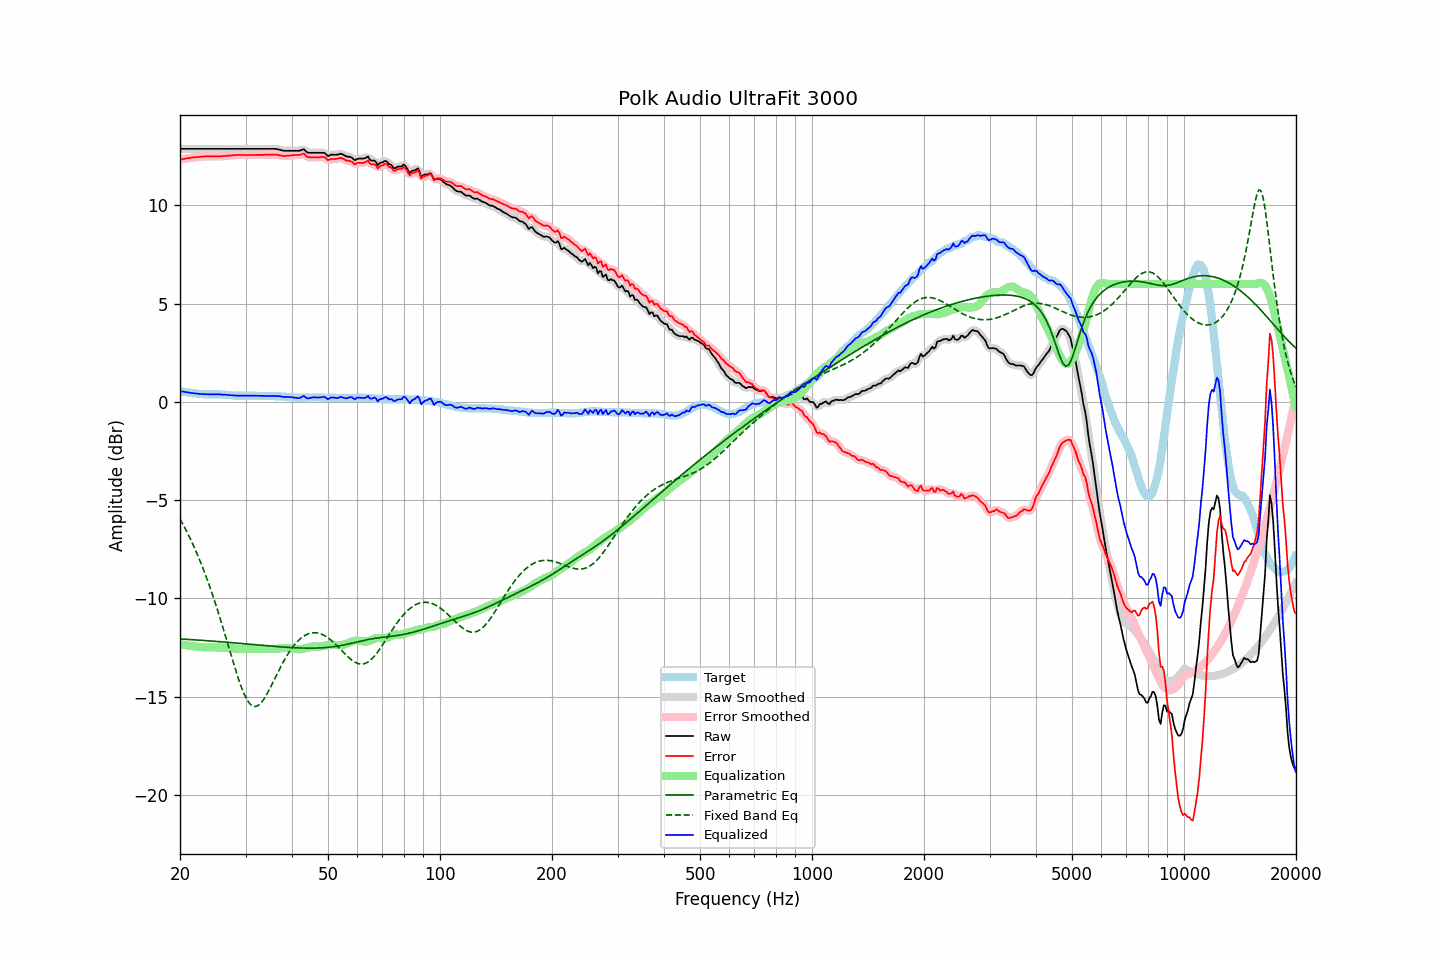 Polk Audio UltraFit 3000
Amplitude (dBr)
10
5
0
−5
−10
−15
−20
Target
Raw Smoothed
Error Smoothed
Raw
Error
Equalization
Parametric Eq
Fixed Band Eq
Equalized
20 50 100 200 500 1000 2000 5000 10000 20000
Frequency (Hz)